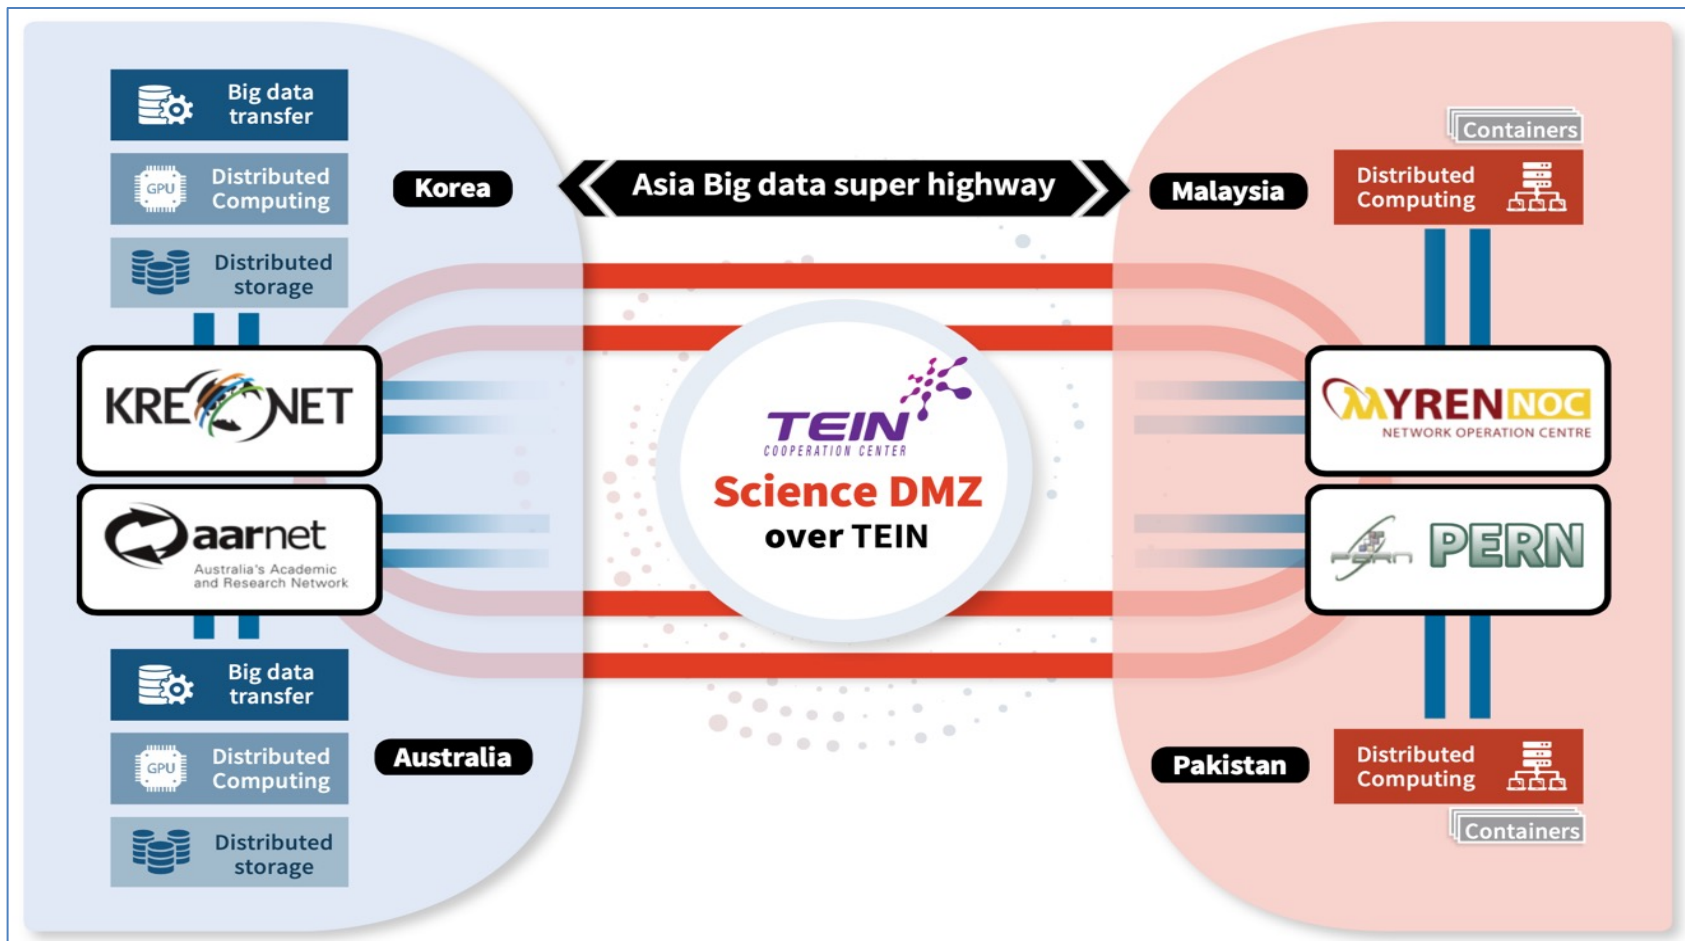 Big data
transfer
GPU
Distributed
Computing
Distributed
storage
Korea
Asia Big data super highway
Malaysia
Containers
Distributed
Computing
KREONET
aarnet
Australia's Academic
and Research Network
TEIN
COOPERATION CENTER
Science DMZ
over TEIN
MYREN NOC
NETWORK OPERATION CENTRE
PERN PERN
Big data
transfer
GPU
Distributed
Computing
Distributed
storage
Australia
Pakistan
Distributed
Computing
Containers